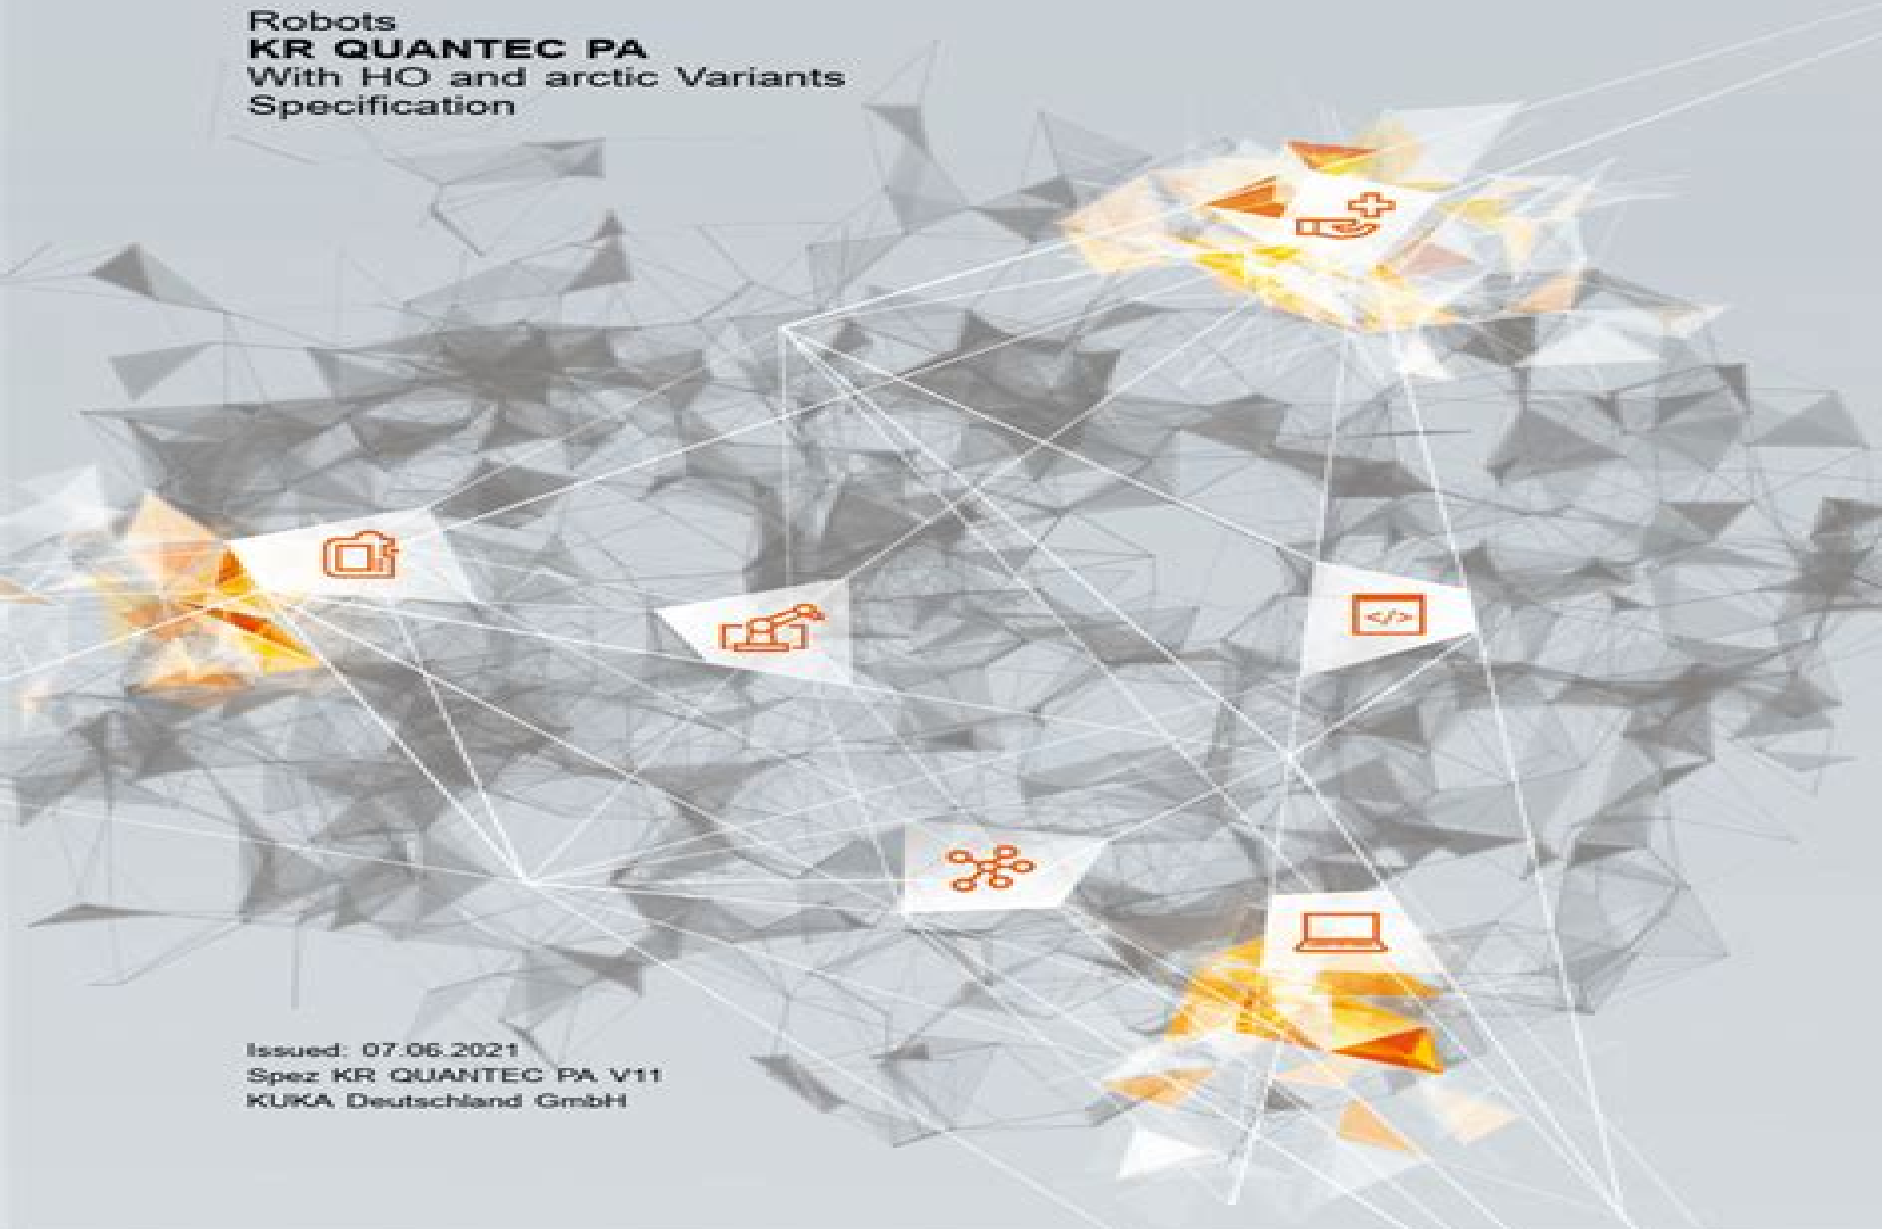 Robots
KR QUANTEC PA
With HO and arctic Variants
Specification
</>
Issued: 07.06.2021
Spez KR QUANTEC PA V11
KUKA Deutschland GmbH